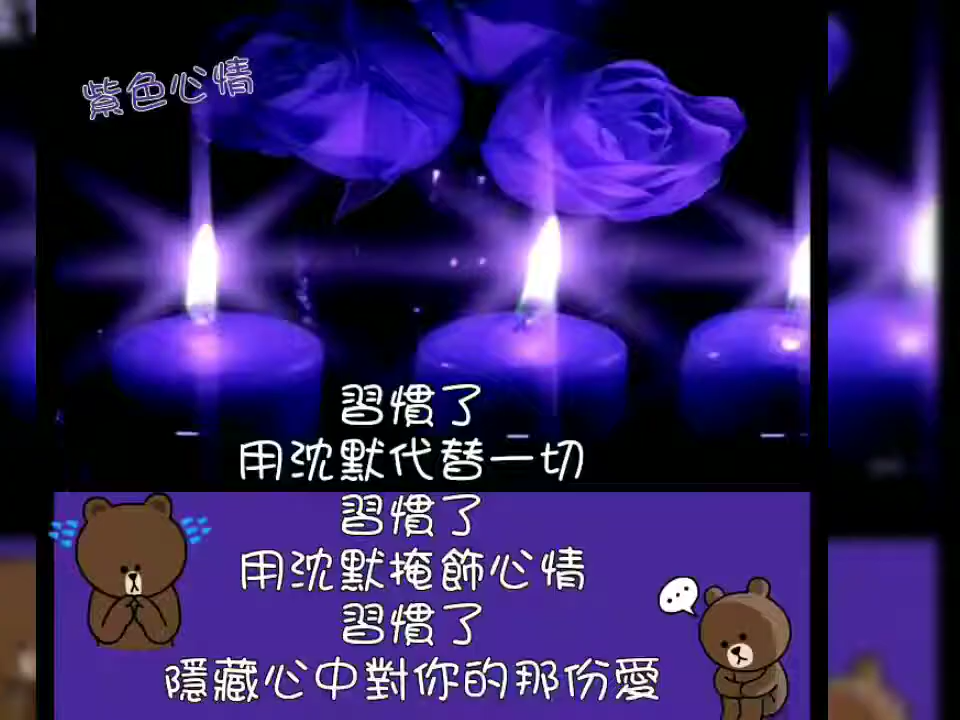 紫色心情
習慣了
用沈默代替一切
習慣了
用沈默掩飾心情
習慣了
隱藏心中對你的那份愛